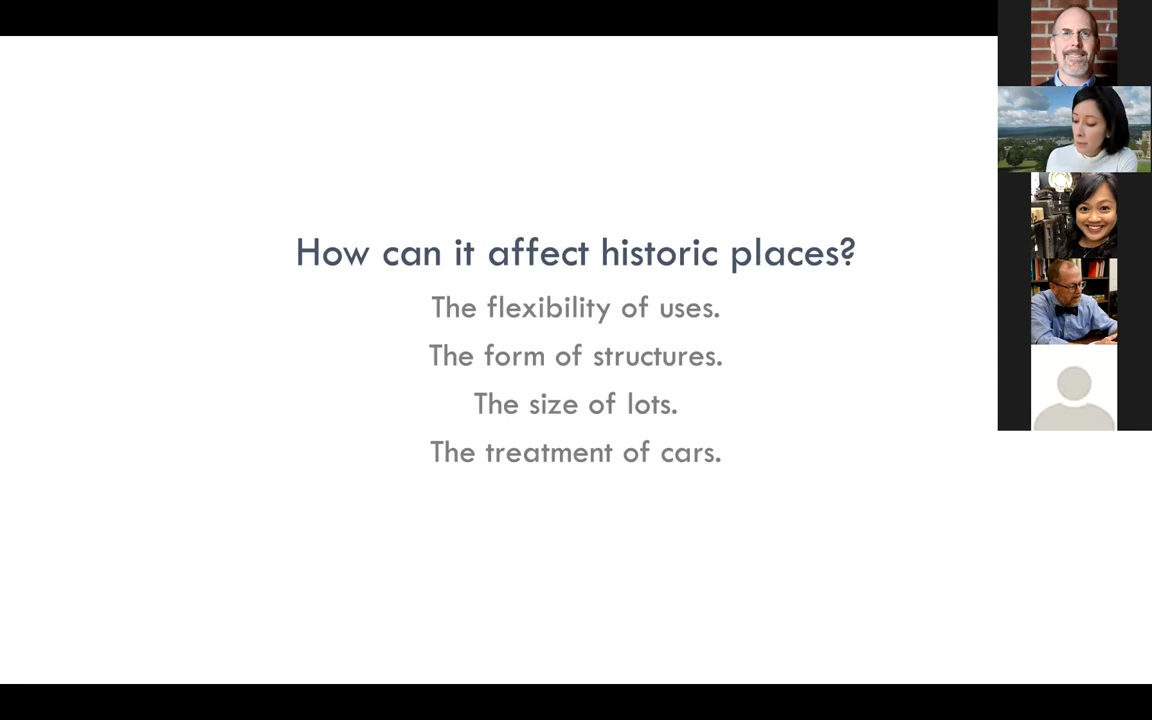 How can it affect historic places?
The flexibility of uses.
The form of structures.
The size of lots.
The treatment of cars.